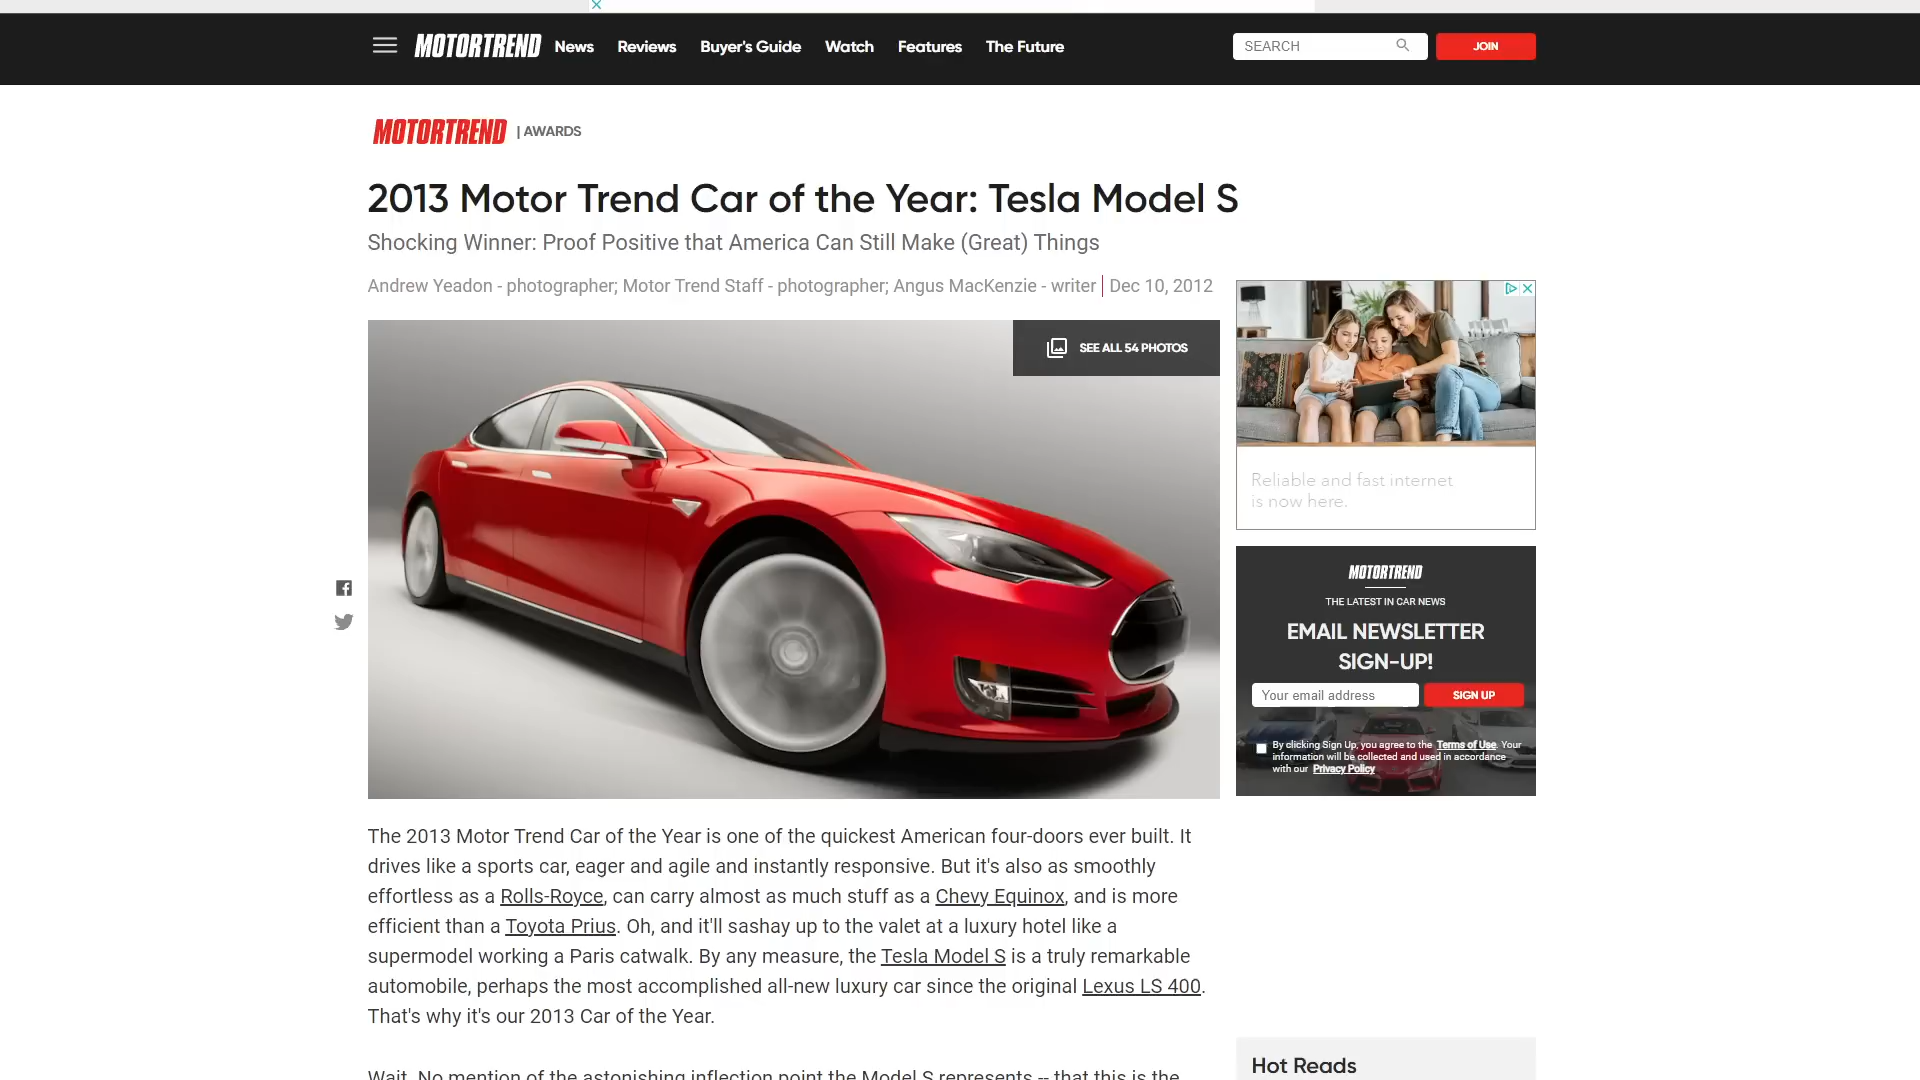 MOTORTREND News Reviews Buyer's Guide Watch Features The Future SEARCH JOIN
MOTORTREND | AWARDS
2013 Motor Trend Car of the Year: Tesla Model S
Shocking Winner: Proof Positive that America Can Still Make (Great) Things
Andrew Yeadon - photographer; Motor Trend Staff - photographer; Angus MacKenzie - writer | Dec 10, 2012
SEE ALL 54 PHOTOS
Reliable and fast internet
is now here.
MOTORTREND
THE LATEST IN CAR NEWS
EMAIL NEWSLETTER
SIGN-UP!
Your email address SIGN UP
By clicking Sign Up, you agree to the Terms of Use. Your
information will be collected and used in accordance
with our Privacy Policy
The 2013 Motor Trend Car of the Year is one of the quickest American four-doors ever built. It
drives like a sports car, eager and agile and instantly responsive. But it's also as smoothly
effortless as a Rolls-Royce, can carry almost as much stuff as a Chevy Equinox, and is more
efficient than a Toyota Prius. Oh, and it'll sashay up to the valet at a luxury hotel like a
supermodel working a Paris catwalk. By any measure, the Tesla Model S is a truly remarkable
automobile, perhaps the most accomplished all-new luxury car since the original Lexus LS 400.
That's why it's our 2013 Car of the Year.
Wait. No mention of the astonishing inflection point the Model S represents -- that this is the
Hot Reads